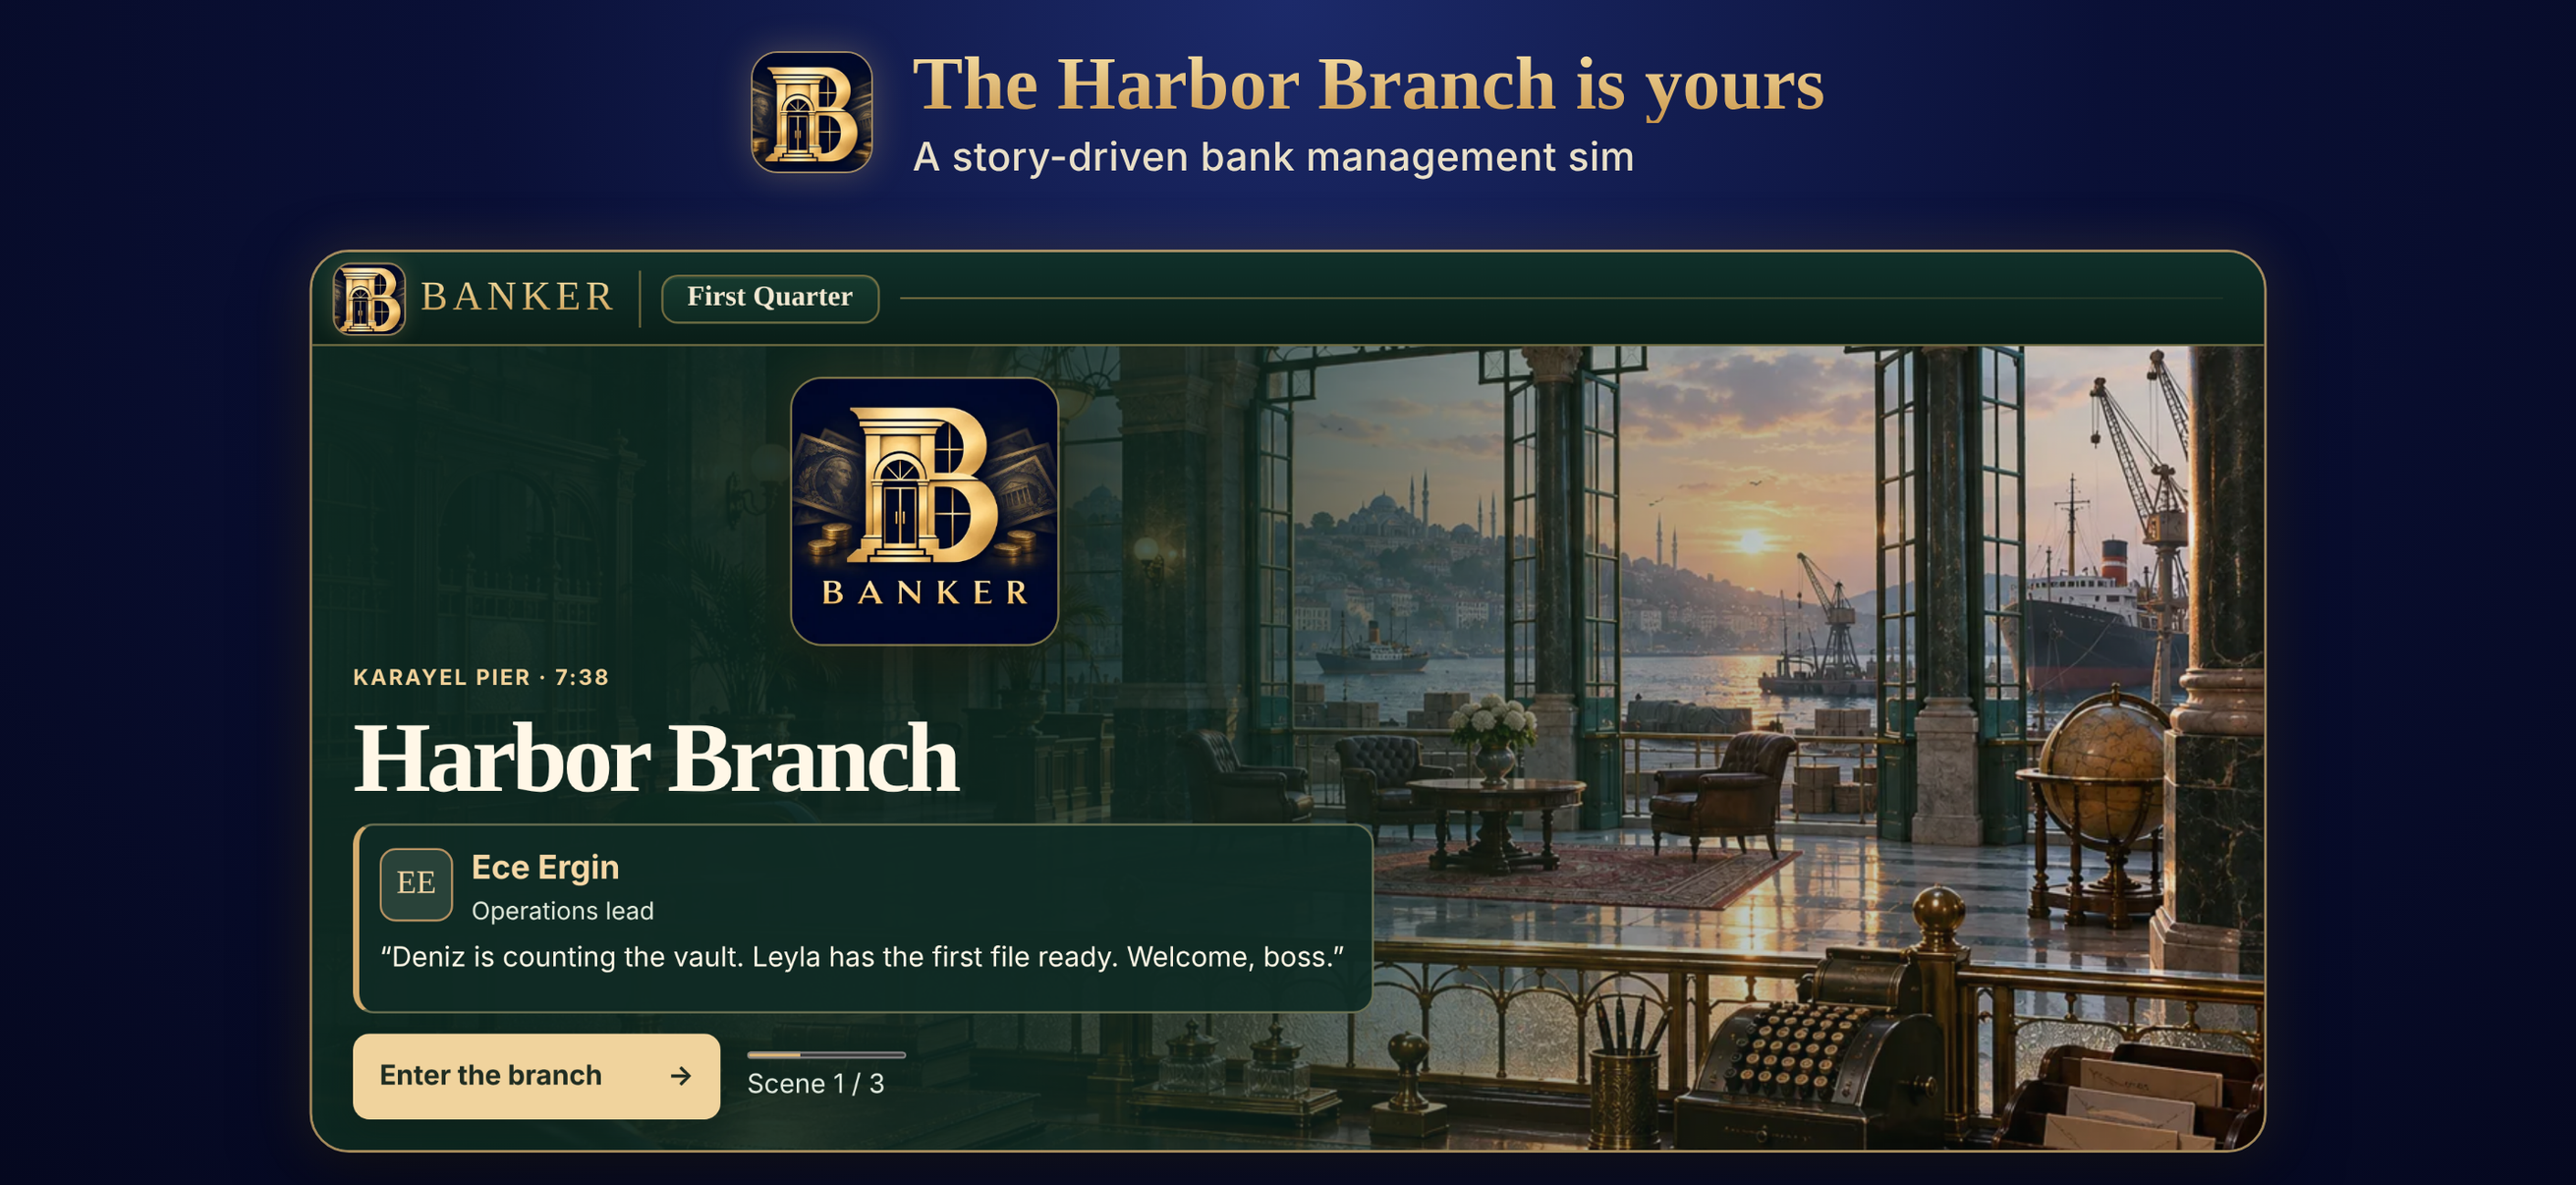 The Harbor Branch is yours
A story-driven bank management sim
BANKER
First Quarter
BANKER
KARAYEL PIER · 7:38
Harbor Branch
EE
Ece Ergin
Operations lead
“Deniz is counting the vault. Leyla has the first file ready. Welcome, boss.”
Enter the branch →
Scene 1 / 3